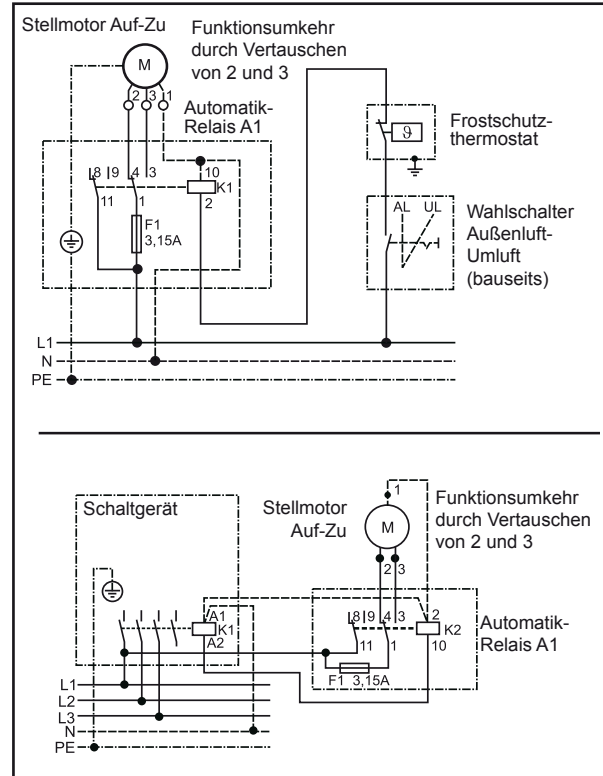 Stellmotor Auf-Zu
Funktionsumkehr
durch Vertauschen
von 2 und 3
M
2 3 1
Automatik-
Relais A1
8 9 4 3 10
K1
11 1 2
F1
3,15A
Frostschutz-
thermostat
ϑ
AL UL
Wahlschalter
Außenluft-
Umluft
(bauseits)
L1
N
PE
Schaltgerät
Stellmotor
Auf-Zu
1
M
2 3
Funktionsumkehr
durch Vertauschen
von 2 und 3
A1
K1
A2
8 9 4 3 2
K2
11 1 10
F1 3,15A
Automatik-
Relais A1
L1
L2
L3
N
PE